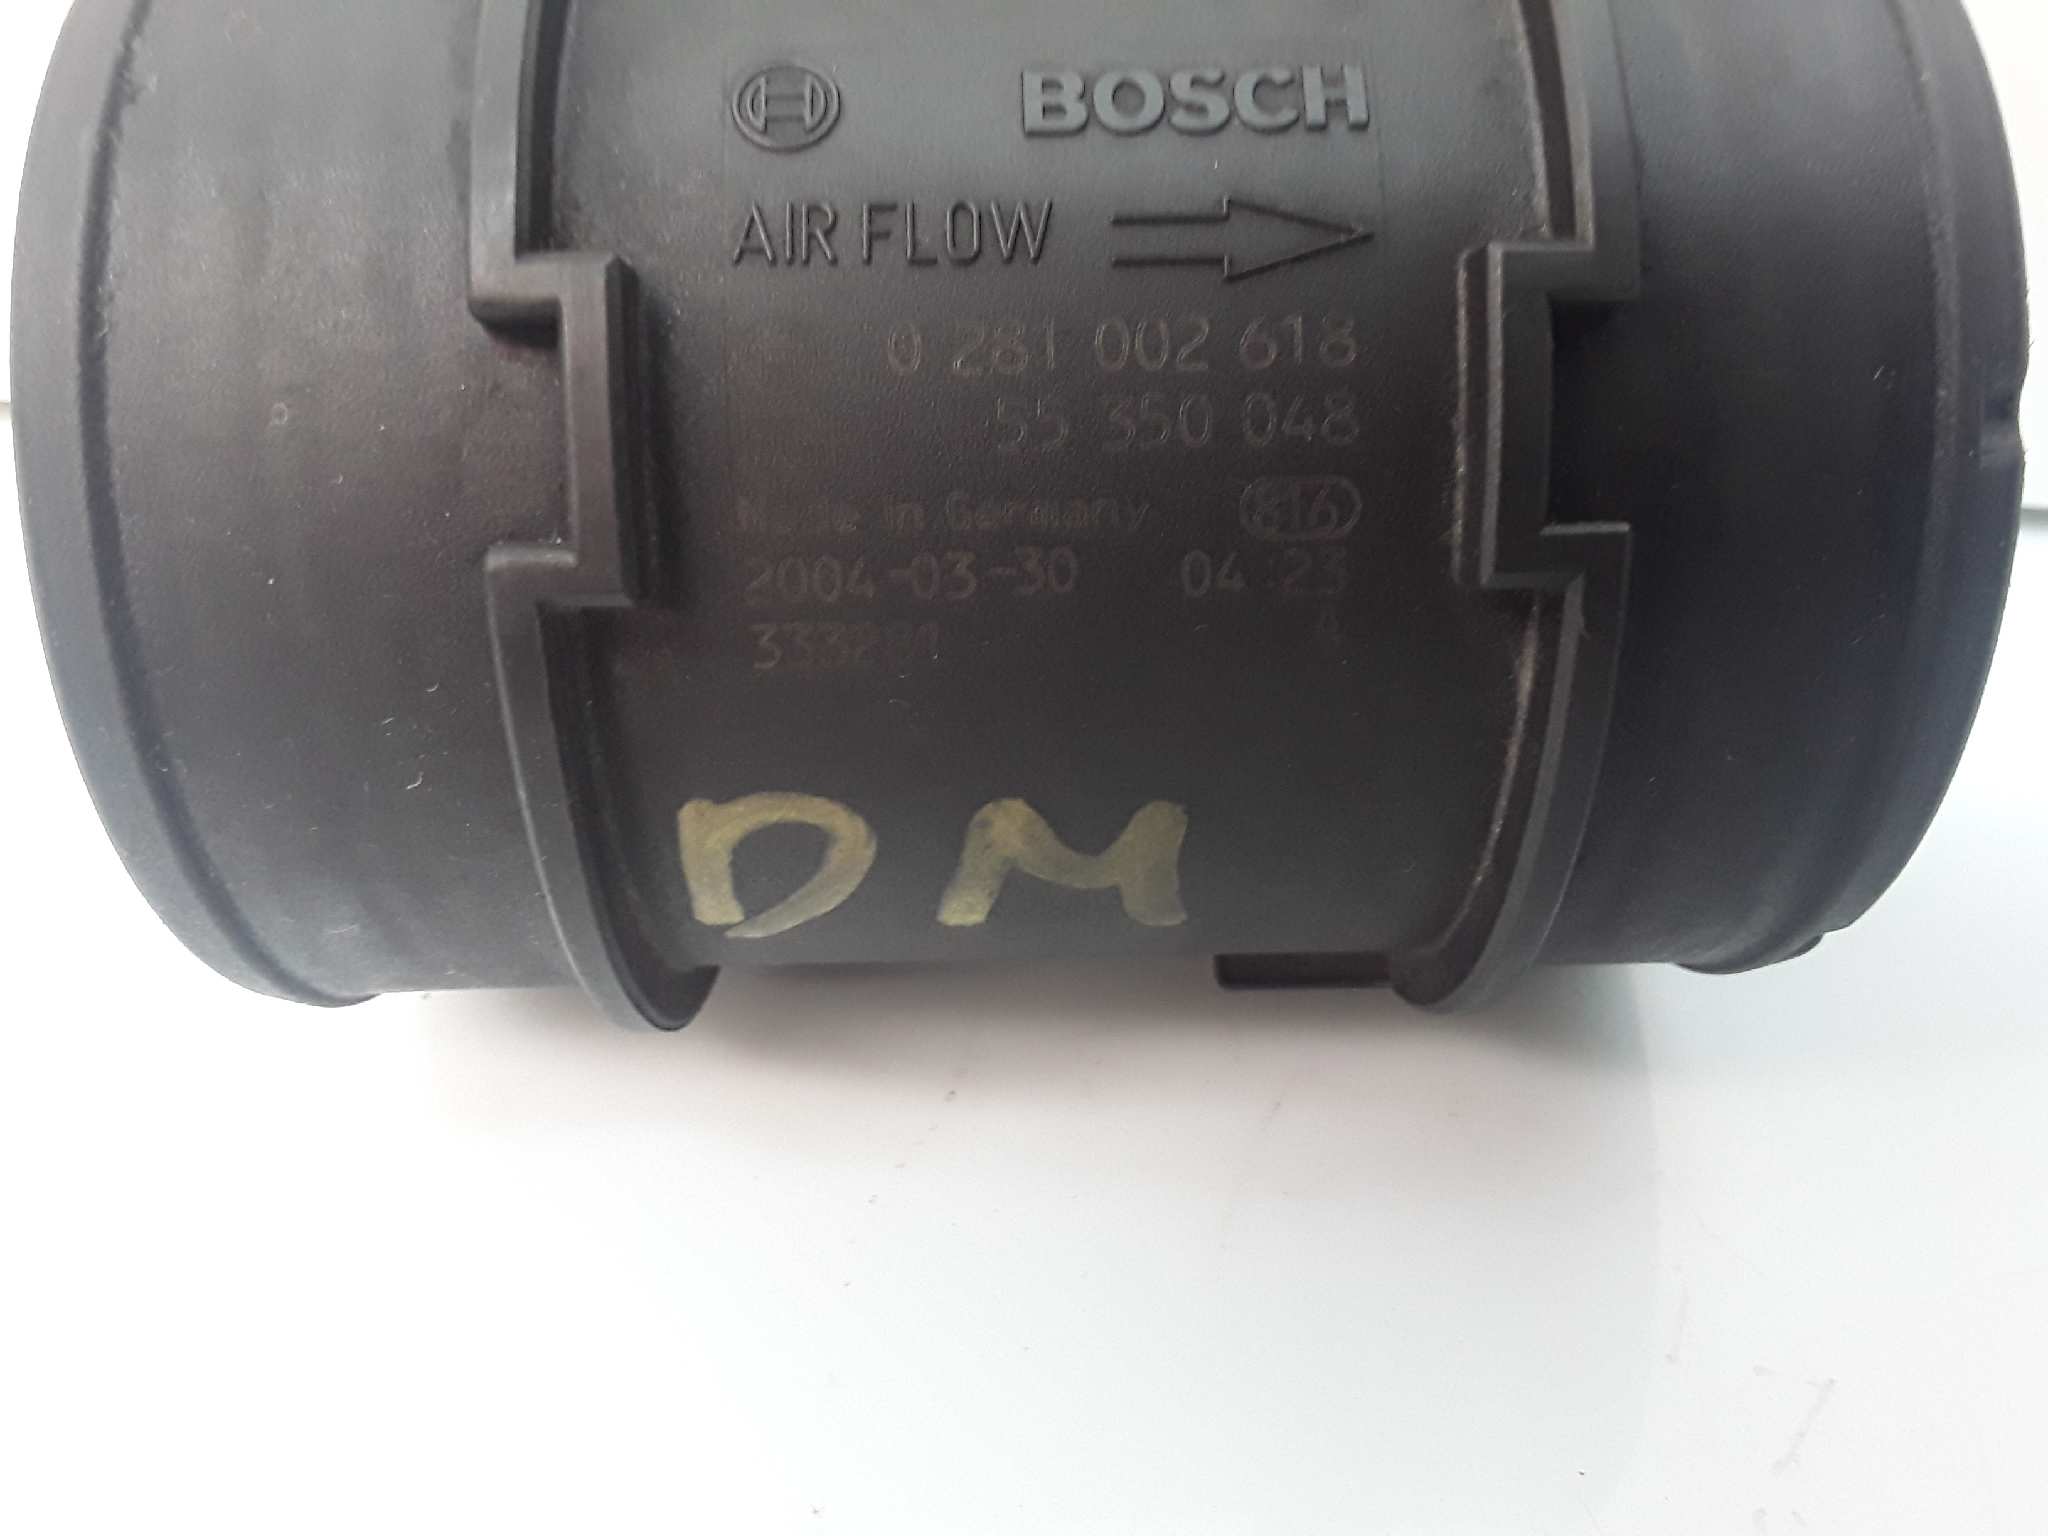 BOSCH
AIR FLOW
0 281 002 618
55 350 048
Made in Germany 816
2004-03-30 04:23
A
DM